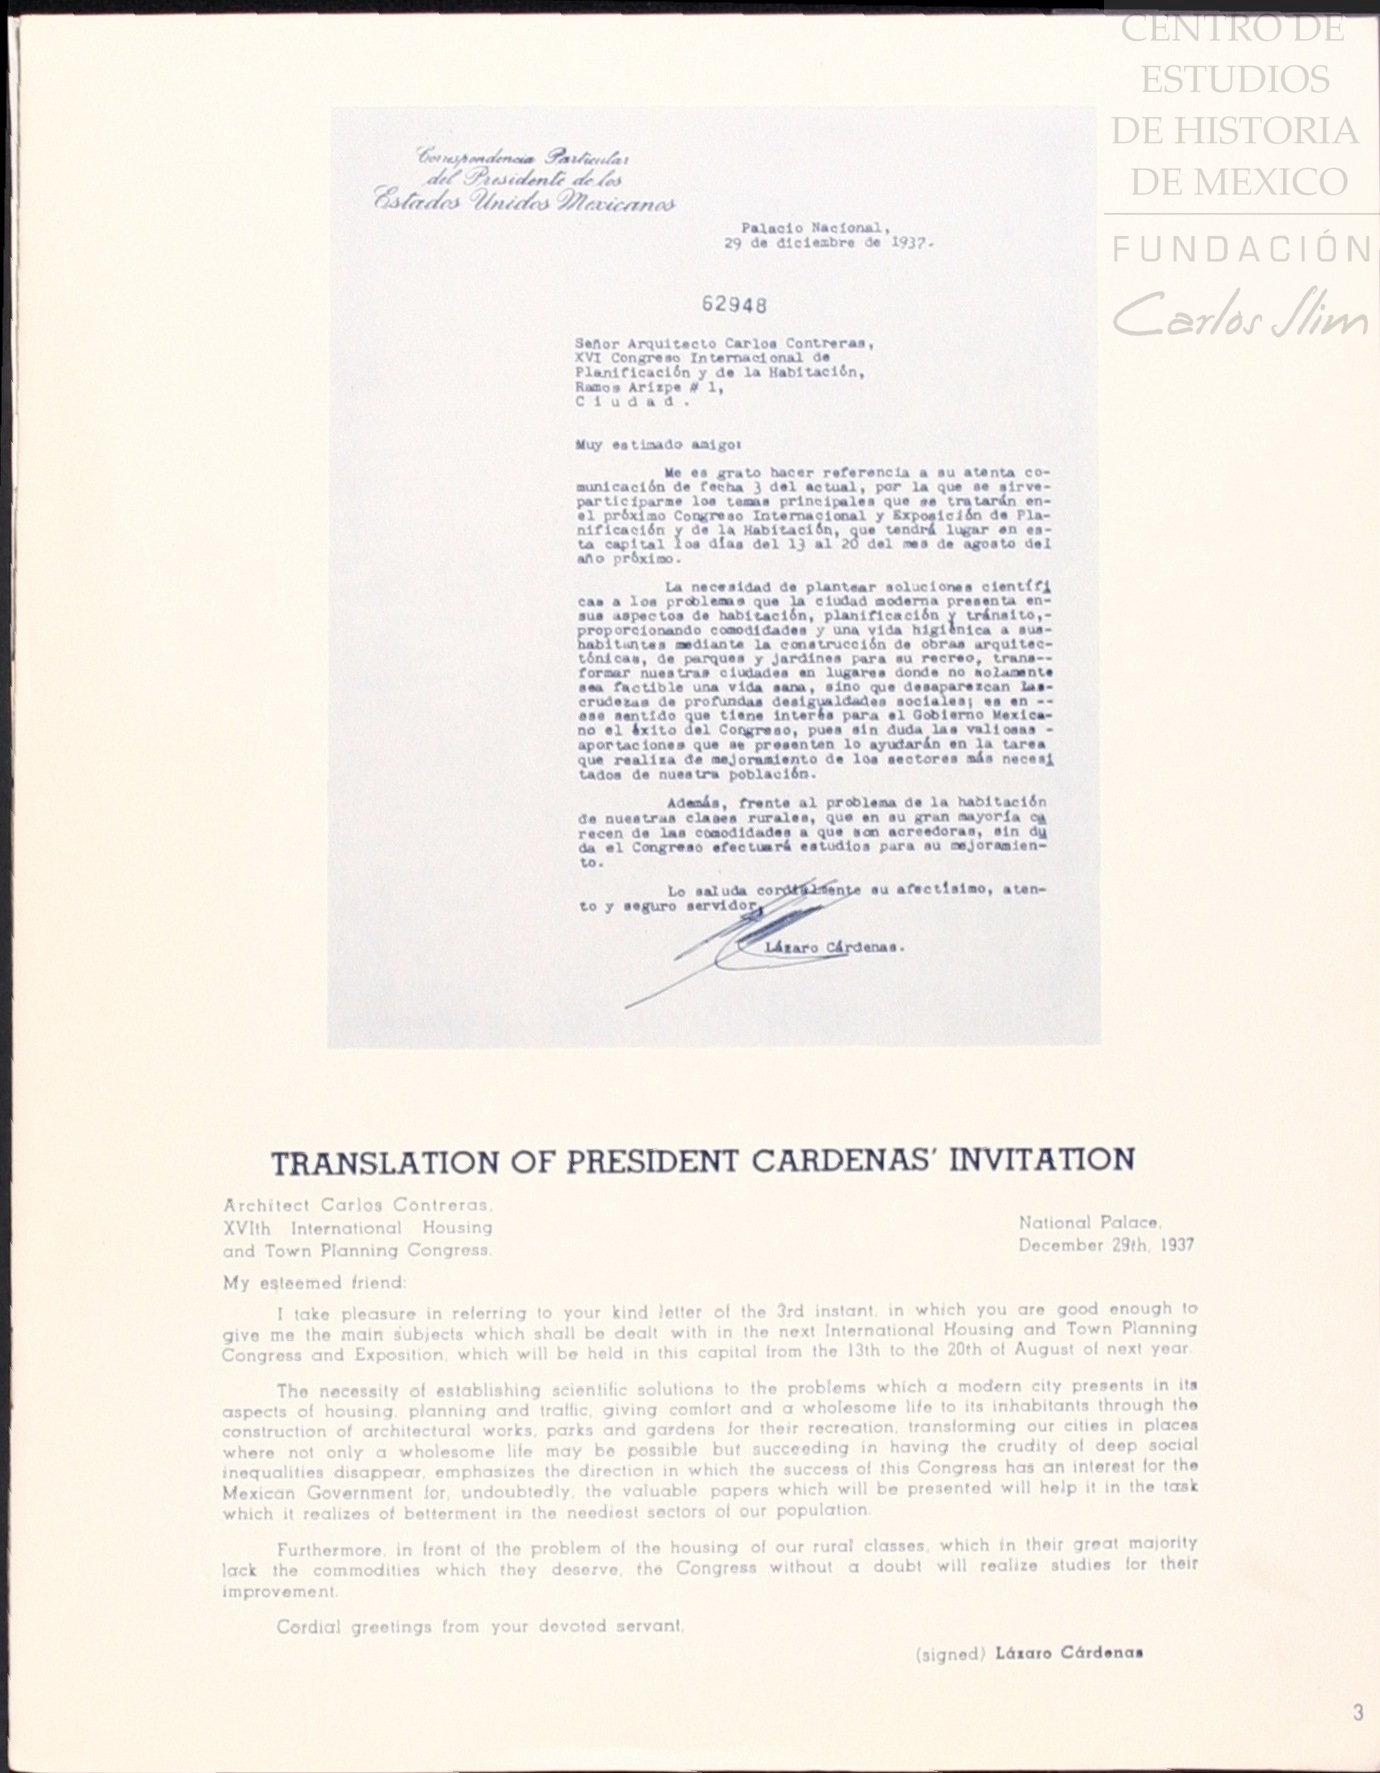 CENTRO DE
ESTUDIOS
DE HISTORIA
DE MEXICO
FUNDACIÓN
Carlos Slim
Correspondencia Particular
del Presidente de los
Estados Unidos Mexicanos
Palacio Nacional,
29 de diciembre de 1937.
62948
Señor Arquitecto Carlos Contreras,
XVI Congreso Internacional de
Planificación y de la Habitación,
Ramos Arizpe # 1,
C i u d a d .
Muy estimado amigo:
Me es grato hacer referencia a su atenta co-
municación de fecha 3 del actual, por la que se sirve-
participarme los temas principales que se tratarán en-
el próximo Congreso Internacional y Exposición de Pla-
nificación y de la Habitación, que tendrá lugar en es-
ta capital los días del 13 al 20 del mes de agosto del
año próximo.
La necesidad de plantear soluciones científi
cas a los problemas que la ciudad moderna presenta en-
sus aspectos de habitación, planificación y tránsito,-
proporcionando comodidades y una vida higiénica a sus-
habitantes mediante la construcción de obras arquitec-
tónicas, de parques y jardines para su recreo, trans--
formar nuestras ciudades en lugares donde no solamente
sea factible una vida sana, sino que desaparezcan las-
crudezas de profundas desigualdades sociales; es en --
ese sentido que tiene interés para el Gobierno Mexica-
no el éxito del Congreso, pues sin duda las valiosas -
aportaciones que se presenten lo ayudarán en la tarea
que realiza de mejoramiento de los sectores más necesi
tados de nuestra población.
Además, frente al problema de la habitación
de nuestras clases rurales, que en su gran mayoría ca
recen de las comodidades a que son acreedoras, sin du
da el Congreso efectuará estudios para su mejoramien-
to.
Lo saluda cordialmente su afectísimo, aten-
to y seguro servidor,
Lázaro Cárdenas.
TRANSLATION OF PRESIDENT CARDENAS' INVITATION
Architect Carlos Contreras,
XVIth International Housing
and Town Planning Congress.
National Palace,
December 29th, 1937
My esteemed friend:
I take pleasure in referring to your kind letter of the 3rd instant, in which you are good enough to
give me the main subjects which shall be dealt with in the next International Housing and Town Planning
Congress and Exposition, which will be held in this capital from the 13th to the 20th of August of next year.
The necessity of establishing scientific solutions to the problems which a modern city presents in its
aspects of housing, planning and traffic, giving comfort and a wholesome life to its inhabitants through the
construction of architectural works, parks and gardens for their recreation, transforming our cities in places
where not only a wholesome life may be possible but succeeding in having the crudity of deep social
inequalities disappear, emphasizes the direction in which the success of this Congress has an interest for the
Mexican Government for, undoubtedly, the valuable papers which will be presented will help it in the task
which it realizes of betterment in the neediest sectors of our population.
Furthermore, in front of the problem of the housing of our rural classes, which in their great majority
lack the commodities which they deserve, the Congress without a doubt will realize studies for their
improvement.
Cordial greetings from your devoted servant,
(signed) Lázaro Cárdenas
3